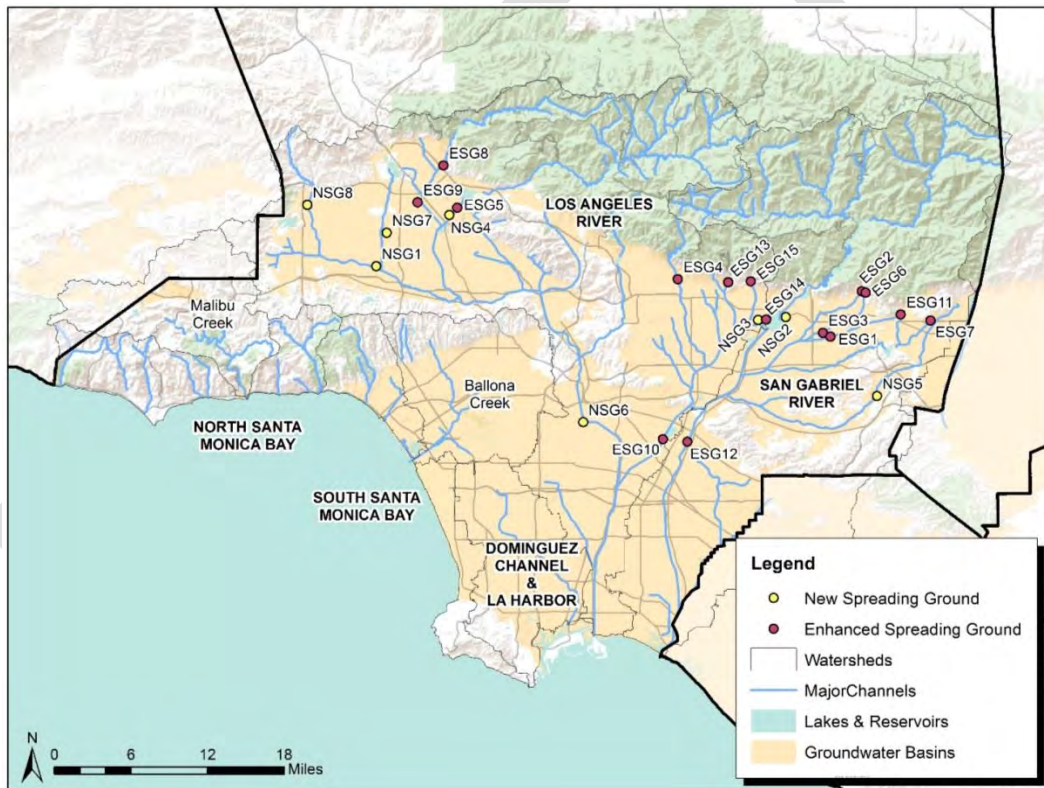 ESG8
NSG8
ESG9
ESG5
NSG4
LOS ANGELES
RIVER
NSG7
NSG1
ESG4
ESG13
ESG15
ESG2
ESG6
ESG14
NSG3
NSG2
ESG11
ESG3
ESG1
ESG7
Malibu
Creek
SAN GABRIEL
RIVER
NSG5
Ballona
Creek
NSG6
NORTH SANTA
MONICA BAY
ESG10
ESG12
SOUTH SANTA
MONICA BAY
DOMINGUEZ
CHANNEL
&
LA HARBOR
Legend
New Spreading Ground
Enhanced Spreading Ground
Watersheds
MajorChannels
Lakes & Reservoirs
Groundwater Basins
N
0 6 12 18
Miles